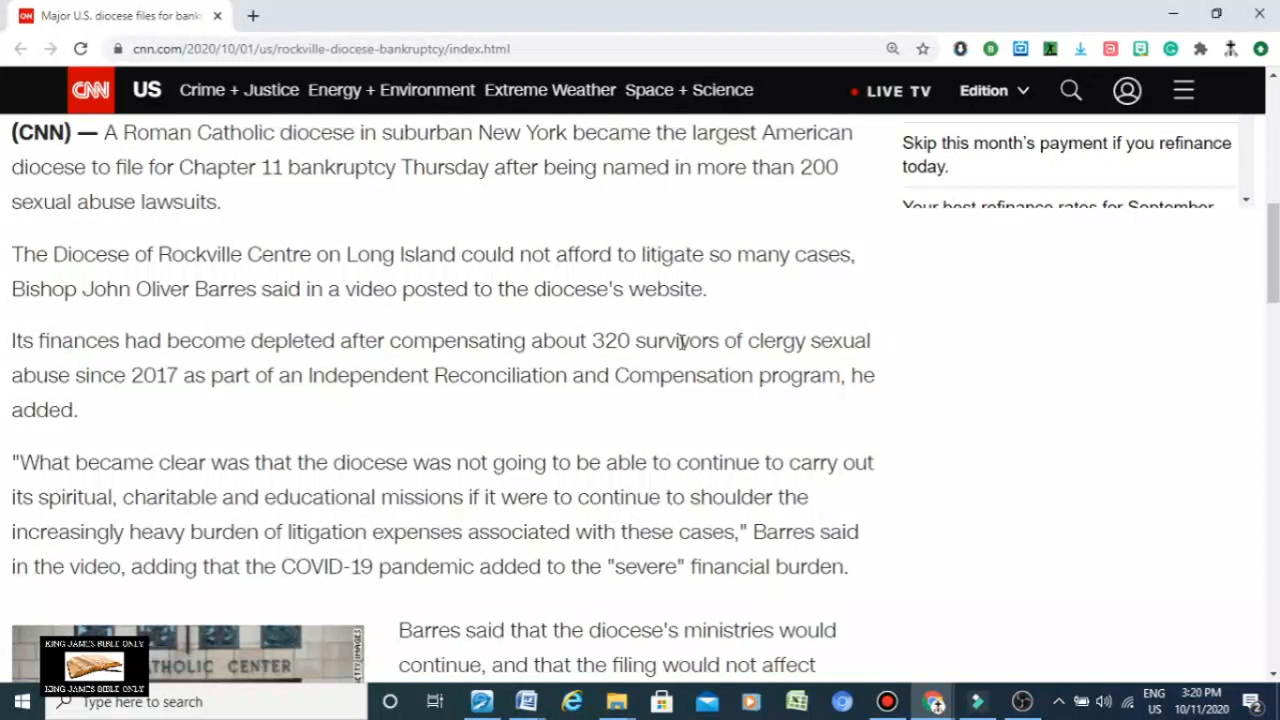 Major U.S. diocese files for bank
cnn.com/2020/10/01/us/rockville-diocese-bankruptcy/index.html
CNN US Crime + Justice Energy + Environment Extreme Weather Space + Science LIVE TV Edition
(CNN) — A Roman Catholic diocese in suburban New York became the largest American
diocese to file for Chapter 11 bankruptcy Thursday after being named in more than 200
sexual abuse lawsuits.
The Diocese of Rockville Centre on Long Island could not afford to litigate so many cases,
Bishop John Oliver Barres said in a video posted to the diocese's website.
Its finances had become depleted after compensating about 320 survivors of clergy sexual
abuse since 2017 as part of an Independent Reconciliation and Compensation program, he
added.
"What became clear was that the diocese was not going to be able to continue to carry out
its spiritual, charitable and educational missions if it were to continue to shoulder the
increasingly heavy burden of litigation expenses associated with these cases," Barres said
in the video, adding that the COVID-19 pandemic added to the "severe" financial burden.
Skip this month's payment if you refinance
today.
Your best refinance rates for September
Barres said that the diocese's ministries would
continue, and that the filing would not affect
GETTY IMAGES
KING JAMES BIBLE ONLY
ATHOLIC CENTER
KING JAMES BIBLE ONLY
Type here to search
ENG
US
3:20 PM
10/11/2020
2